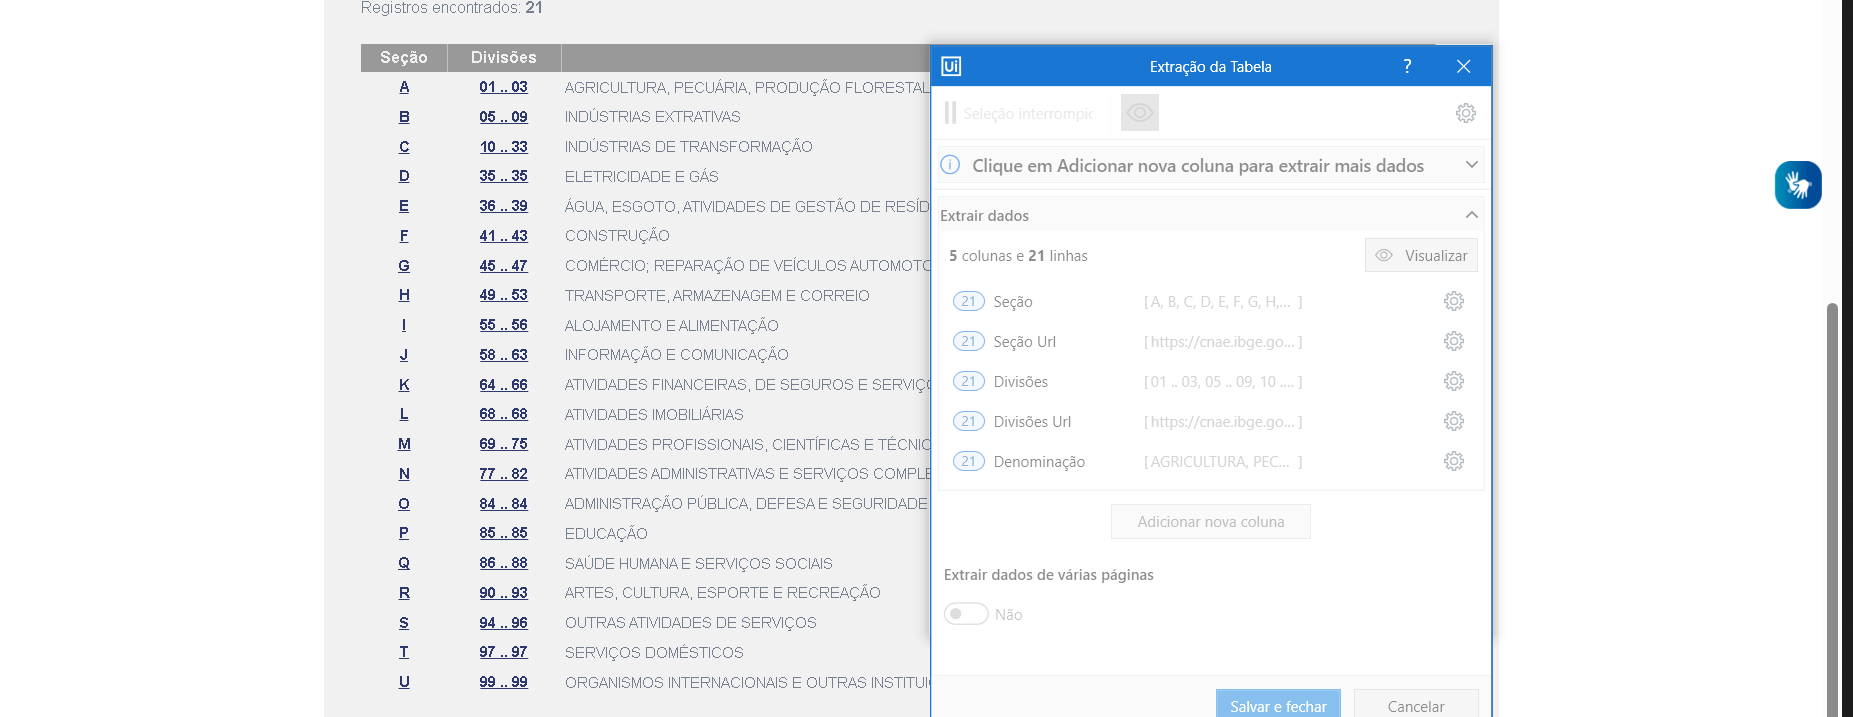 Registros encontrados: 21
Seção Divisões
A 01 .. 03 AGRICULTURA, PECUÁRIA, PRODUÇÃO FLORESTAL
B 05 .. 09 INDÚSTRIAS EXTRATIVAS
C 10 .. 33 INDÚSTRIAS DE TRANSFORMAÇÃO
D 35 .. 35 ELETRICIDADE E GÁS
E 36 .. 39 ÁGUA, ESGOTO, ATIVIDADES DE GESTÃO DE RESÍD
F 41 .. 43 CONSTRUÇÃO
G 45 .. 47 COMÉRCIO; REPARAÇÃO DE VEÍCULOS AUTOMOTO
H 49 .. 53 TRANSPORTE, ARMAZENAGEM E CORREIO
I 55 .. 56 ALOJAMENTO E ALIMENTAÇÃO
J 58 .. 63 INFORMAÇÃO E COMUNICAÇÃO
K 64 .. 66 ATIVIDADES FINANCEIRAS, DE SEGUROS E SERVIÇO
L 68 .. 68 ATIVIDADES IMOBILIÁRIAS
M 69 .. 75 ATIVIDADES PROFISSIONAIS, CIENTÍFICAS E TÉCNIC
N 77 .. 82 ATIVIDADES ADMINISTRATIVAS E SERVIÇOS COMPLE
O 84 .. 84 ADMINISTRAÇÃO PÚBLICA, DEFESA E SEGURIDADE
P 85 .. 85 EDUCAÇÃO
Q 86 .. 88 SAÚDE HUMANA E SERVIÇOS SOCIAIS
R 90 .. 93 ARTES, CULTURA, ESPORTE E RECREAÇÃO
S 94 .. 96 OUTRAS ATIVIDADES DE SERVIÇOS
T 97 .. 97 SERVIÇOS DOMÉSTICOS
U 99 .. 99 ORGANISMOS INTERNACIONAIS E OUTRAS INSTITUI
Ui Extração da Tabela ?
Seleção interrompic
Clique em Adicionar nova coluna para extrair mais dados
Extrair dados
5 colunas e 21 linhas Visualizar
21 Seção [ A, B, C, D, E, F, G, H,... ]
21 Seção Url [ https://cnae.ibge.go... ]
21 Divisões [ 01 .. 03, 05 .. 09, 10 .... ]
21 Divisões Url [ https://cnae.ibge.go... ]
21 Denominação [ AGRICULTURA, PEC... ]
Adicionar nova coluna
Extrair dados de várias páginas
Não
Salvar e fechar Cancelar